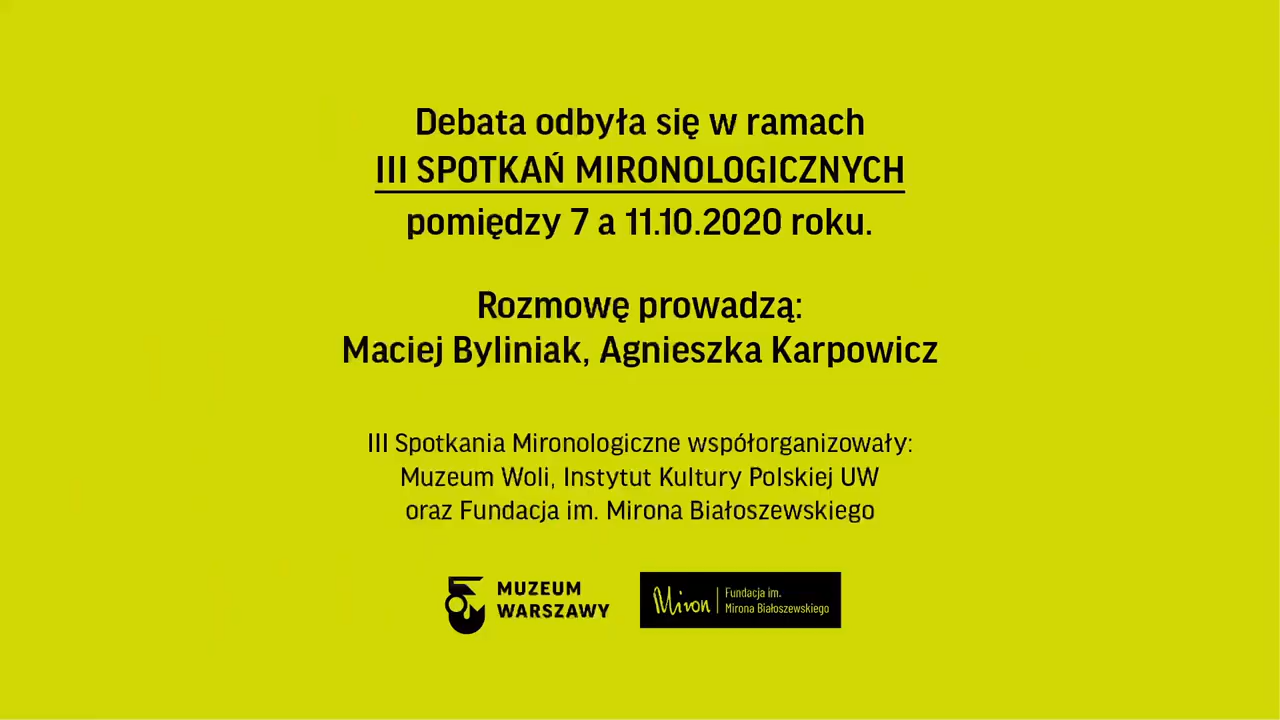 Debata odbyła się w ramach
III SPOTKAŃ MIRONOLOGICZNYCH
pomiędzy 7 a 11.10.2020 roku.
Rozmowę prowadzą:
Maciej Byliniak, Agnieszka Karpowicz
III Spotkania Mironologiczne współorganizowały:
Muzeum Woli, Instytut Kultury Polskiej UW
oraz Fundacja im. Mirona Białoszewskiego
MUZEUM
WARSZAWY
Miron
Fundacja im.
Mirona Białoszewskiego